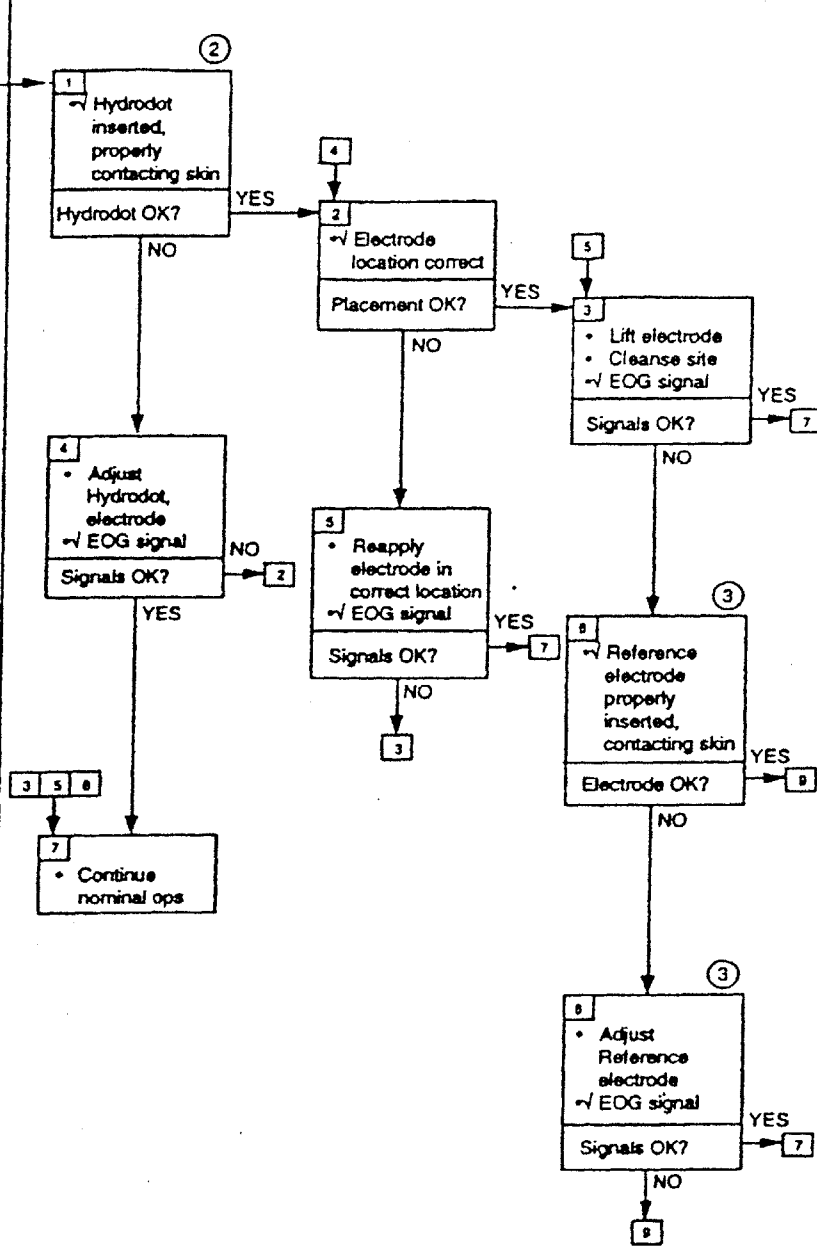 2
1
√ Hydrodot
inserted,
properly
contacting skin
Hydrodot OK?
YES
NO
4
2
√ Electrode
location correct
Placement OK?
YES
NO
5
3
• Lift electrode
• Cleanse site
√ EOG signal
Signals OK?
YES
7
NO
4
• Adjust
Hydrodot,
electrode
√ EOG signal
Signals OK?
NO
2
YES
5
• Reapply
electrode in
correct location
√ EOG signal
Signals OK?
YES
7
NO
3
3
6
√ Reference
electrode
properly
inserted,
contacting skin
Electrode OK?
YES
9
NO
3 5 8
7
• Continue
nominal ops
3
8
• Adjust
Reference
electrode
√ EOG signal
Signals OK?
YES
7
NO
9